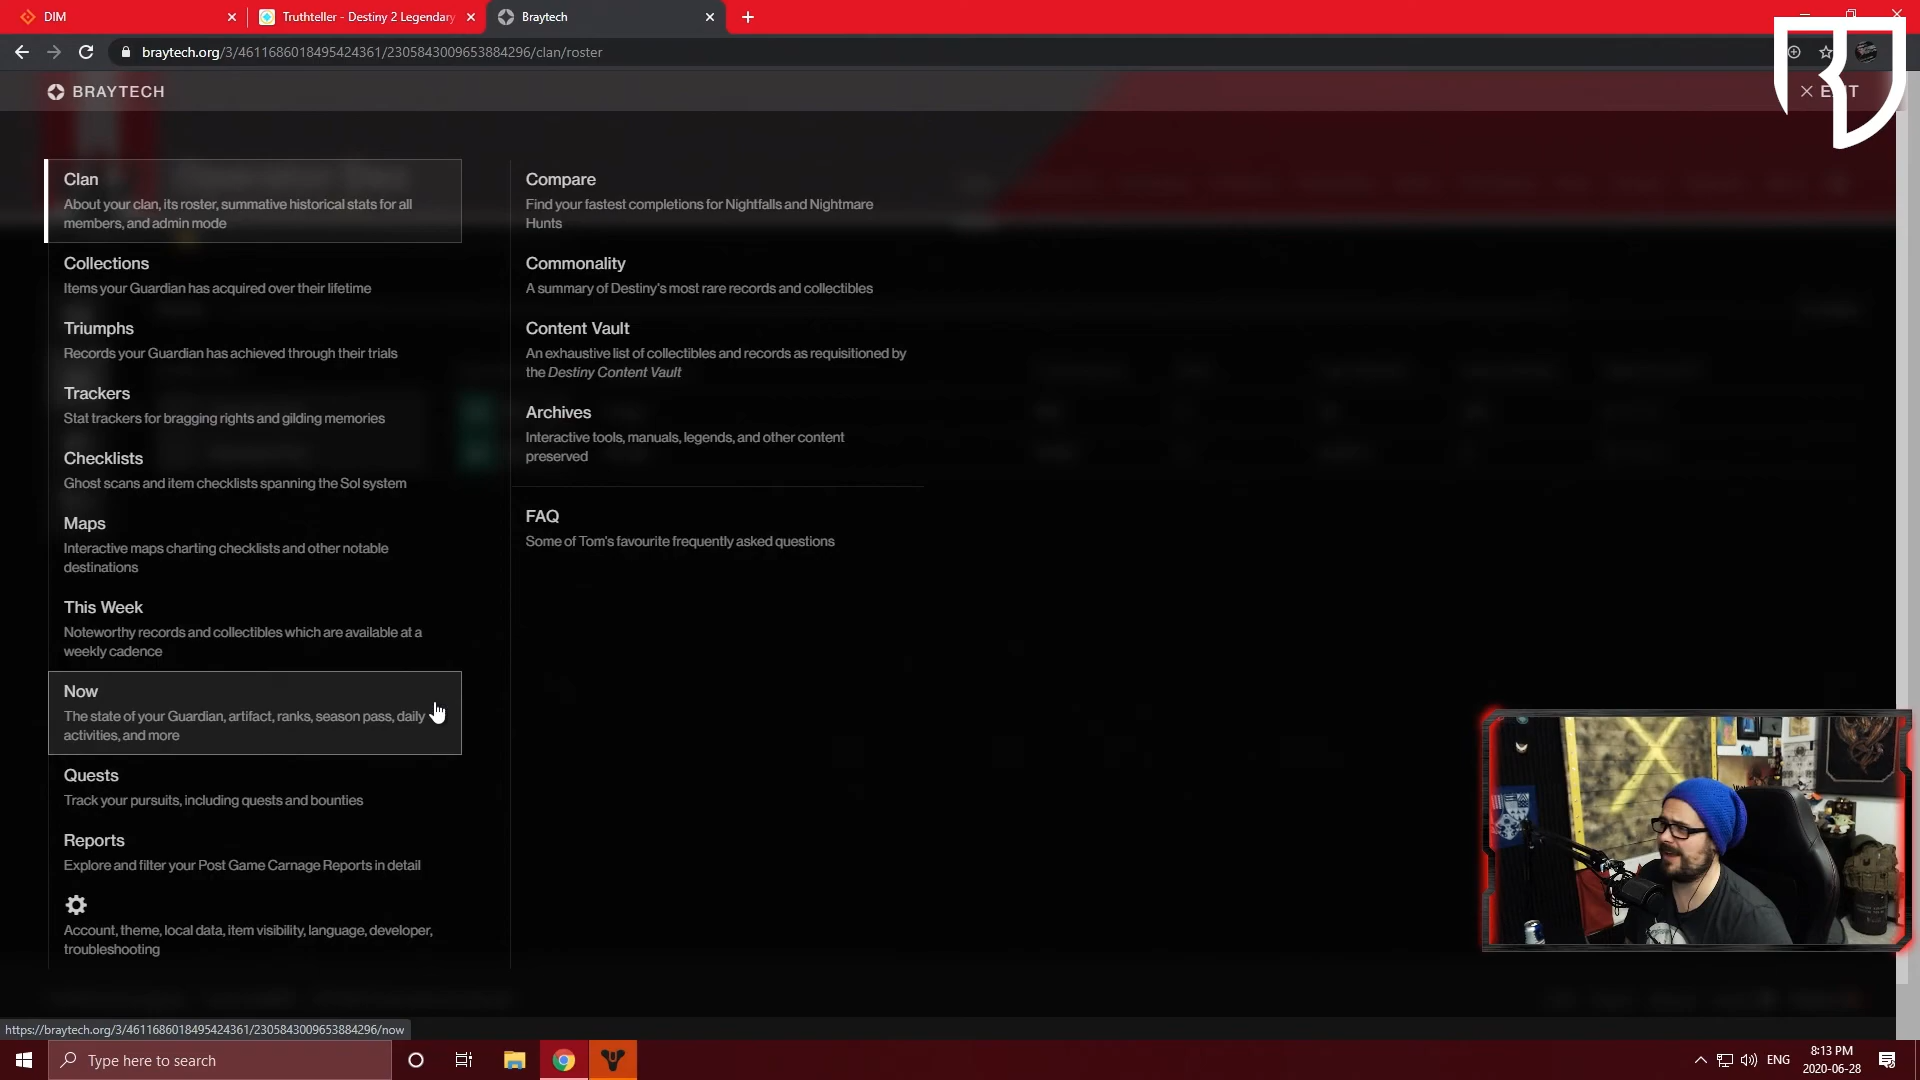 DIM
Truthteller - Destiny 2 Legendary
Braytech
braytech.org/3/4611686018495424361/2305843009653884296/clan/roster
BRAYTECH
Clan
About your clan, its roster, summative historical stats for all
members, and admin mode
Collections
Items your Guardian has acquired over their lifetime
Triumphs
Records your Guardian has achieved through their trials
Trackers
Stat trackers for bragging rights and gilding memories
Checklists
Ghost scans and item checklists spanning the Sol system
Maps
Interactive maps charting checklists and other notable
destinations
This Week
Noteworthy records and collectibles which are available at a
weekly cadence
Now
The state of your Guardian, artifact, ranks, season pass, daily
activities, and more
Quests
Track your pursuits, including quests and bounties
Reports
Explore and filter your Post Game Carnage Reports in detail
Account, theme, local data, item visibility, language, developer,
troubleshooting
Compare
Find your fastest completions for Nightfalls and Nightmare
Hunts
Commonality
A summary of Destiny's most rare records and collectibles
Content Vault
An exhaustive list of collectibles and records as requisitioned by
the Destiny Content Vault
Archives
Interactive tools, manuals, legends, and other content
preserved
FAQ
Some of Tom's favourite frequently asked questions
https://braytech.org/3/4611686018495424361/2305843009653884296/now
Type here to search
ENG
8:13 PM
2020-06-28